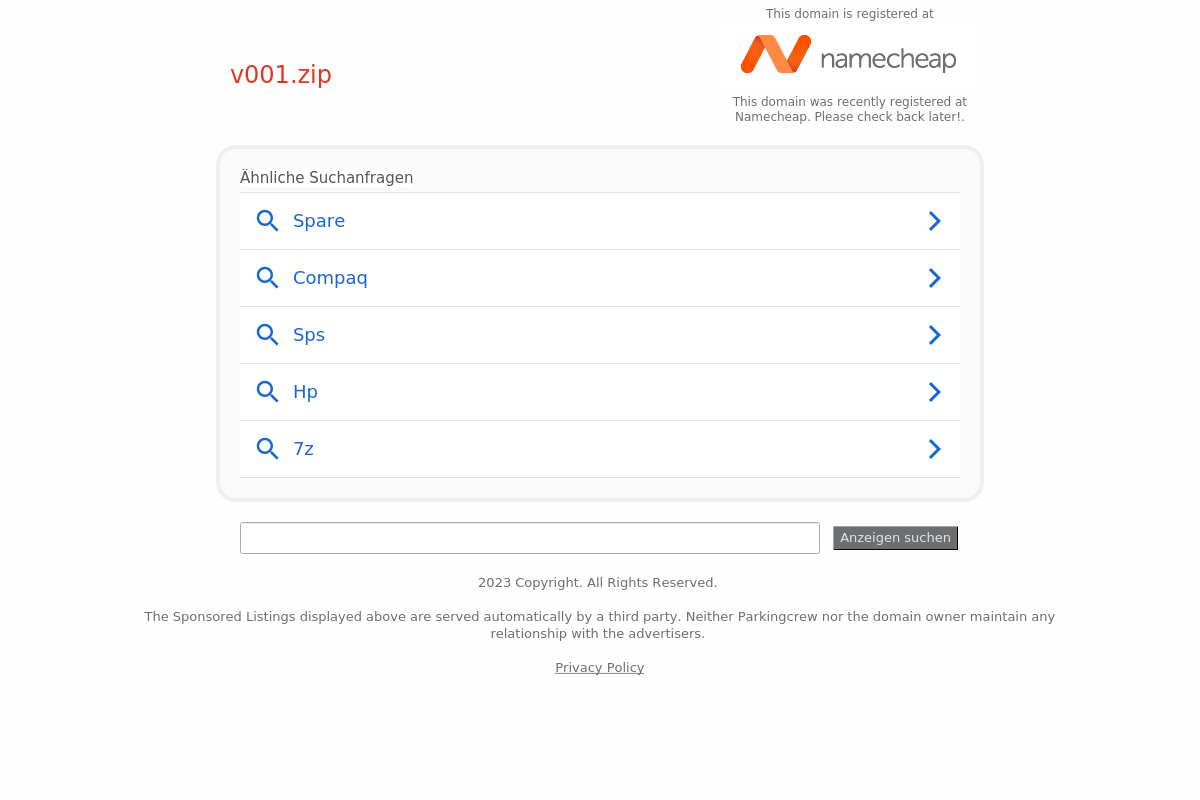 This domain is registered at
namecheap
v001.zip
This domain was recently registered at
Namecheap. Please check back later!.
Ähnliche Suchanfragen
Spare
Compaq
Sps
Hp
7z
Anzeigen suchen
2023 Copyright. All Rights Reserved.
The Sponsored Listings displayed above are served automatically by a third party. Neither Parkingcrew nor the domain owner maintain any
relationship with the advertisers.
Privacy Policy